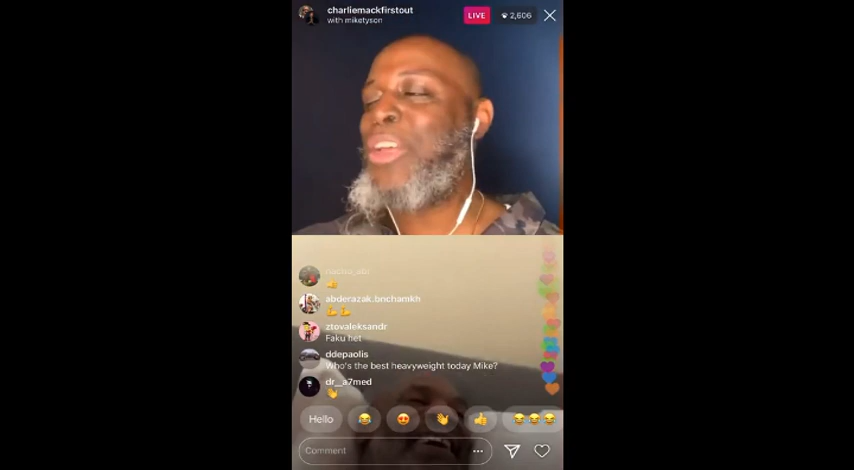 charliemackfirstout
with miketyson
LIVE
2,606
abderazak.bnchamkh
ztovaleksandr
Faku het
ddepaolis
Who's the best heavyweight today Mike?
dr_a7med
Hello
Comment